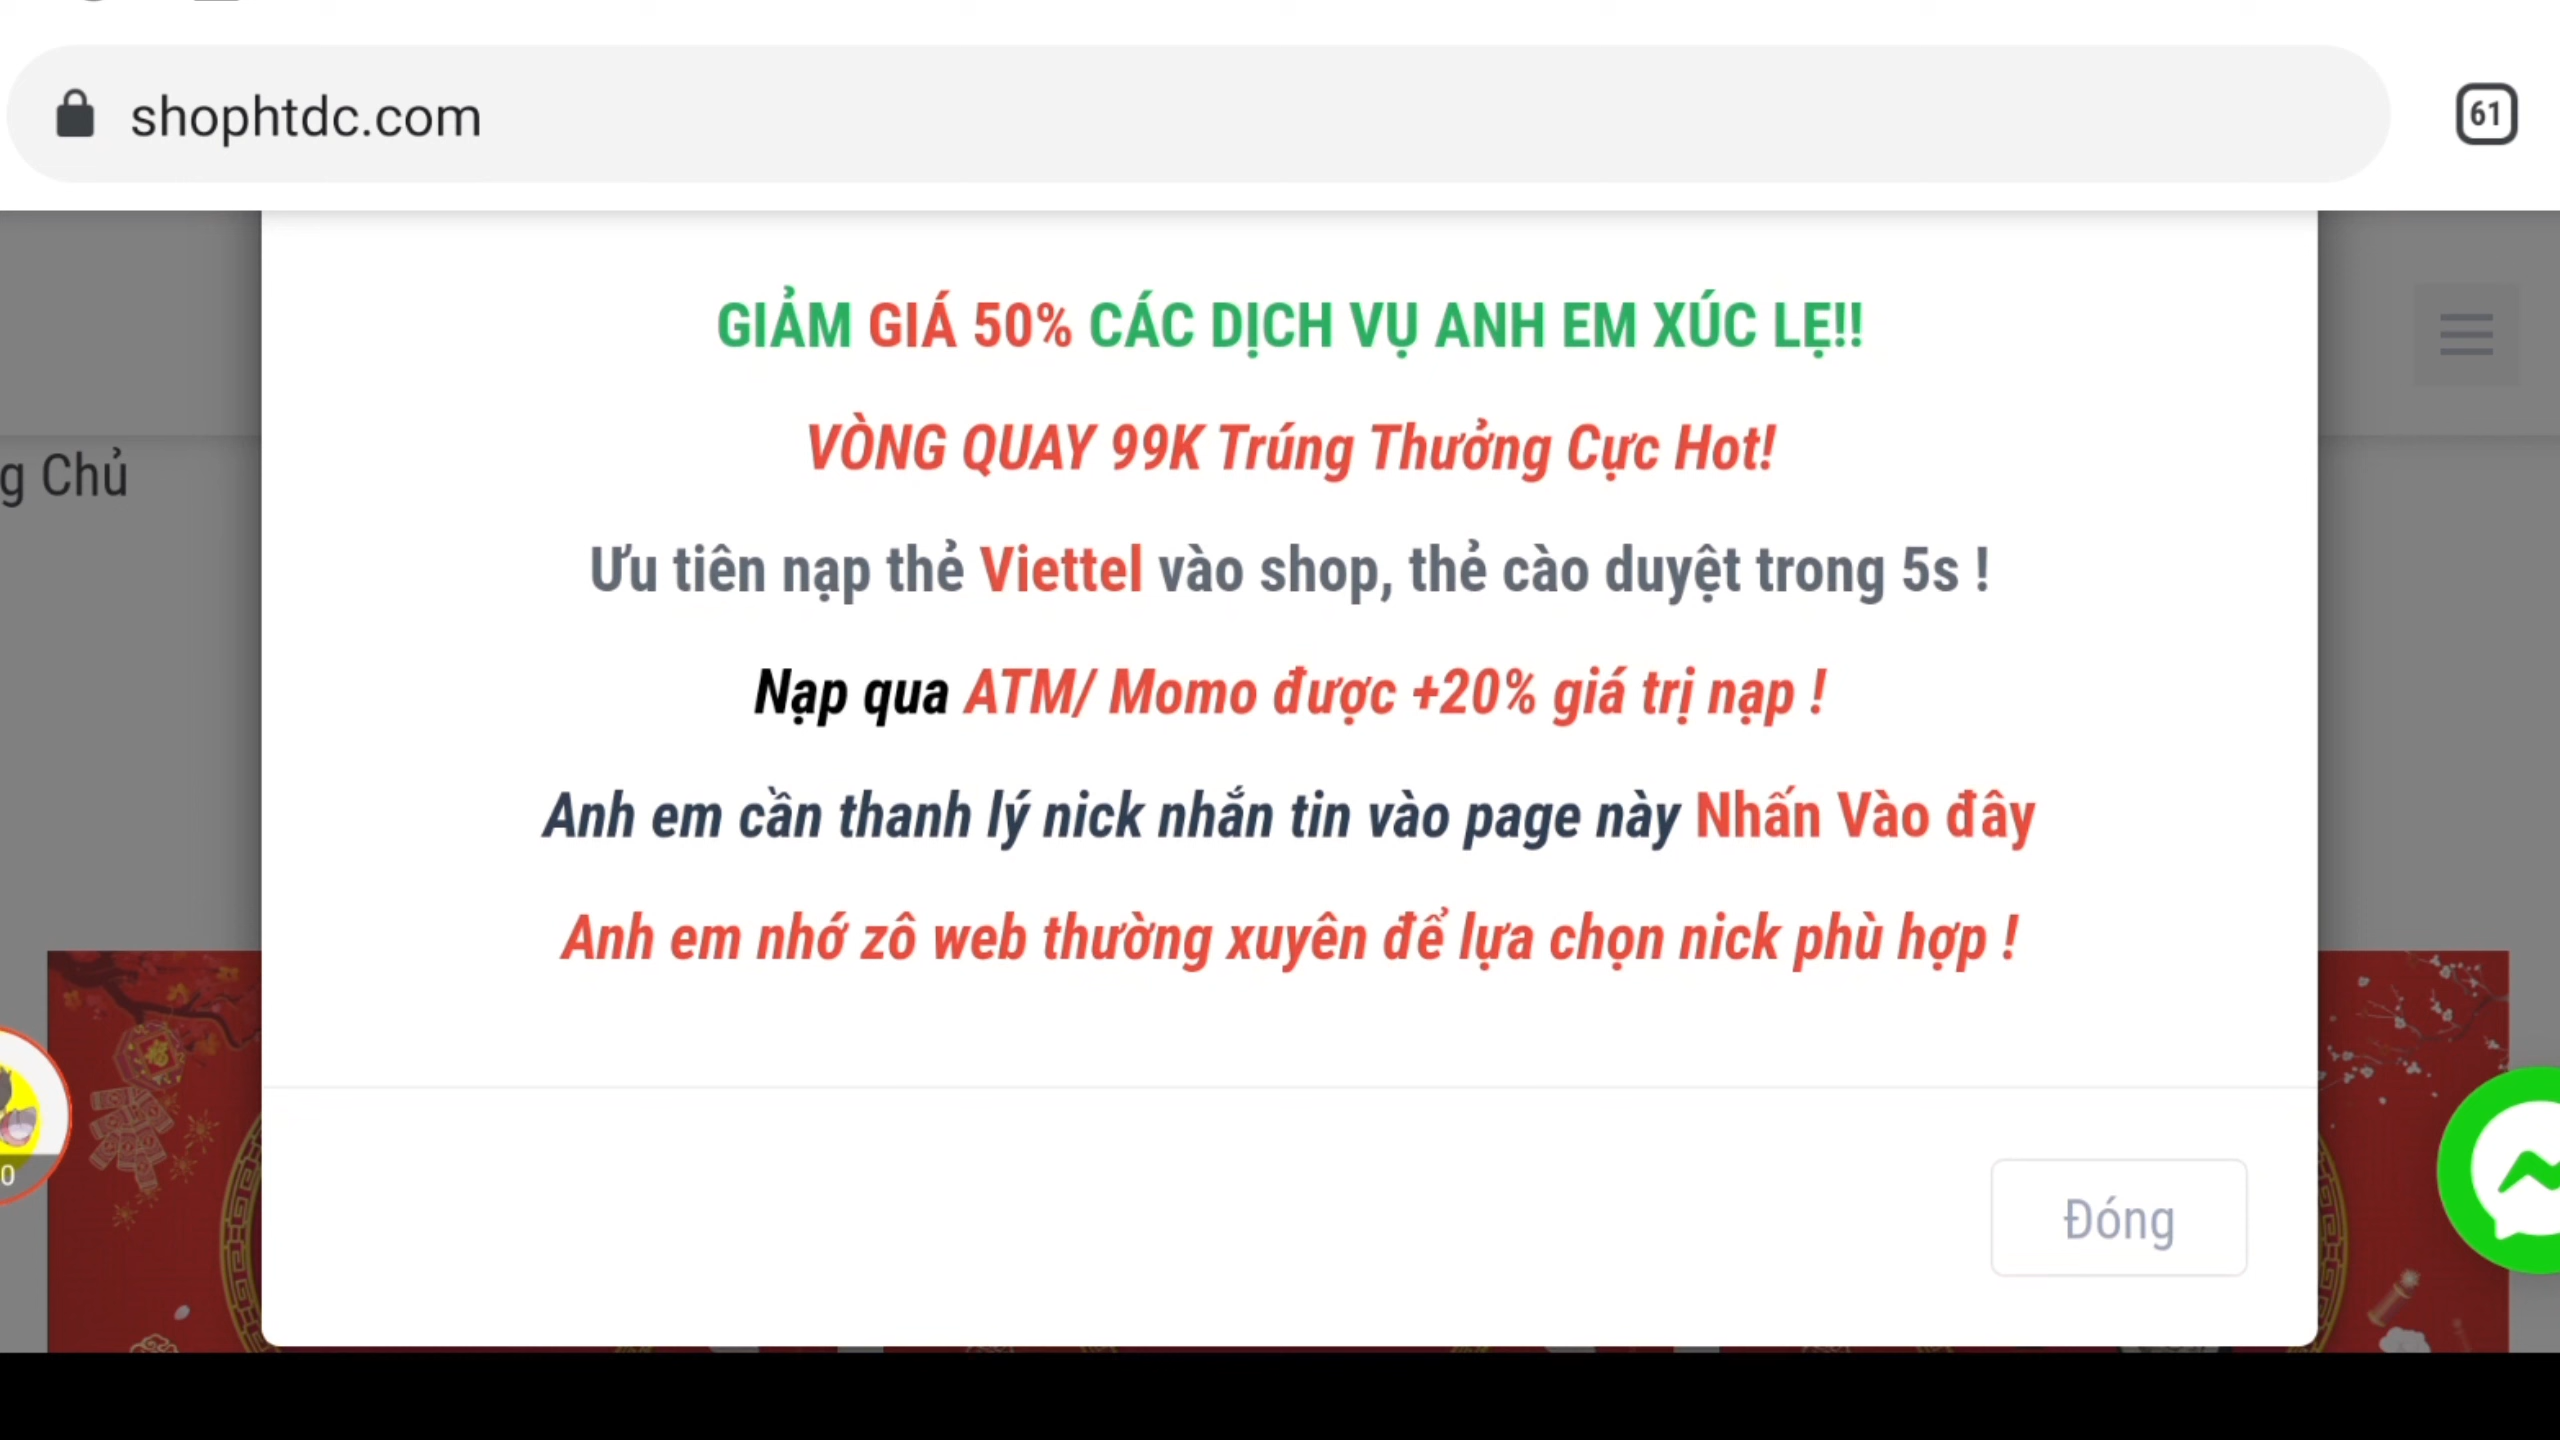 shophtdc.com
61
GIẢM GIÁ 50% CÁC DỊCH VỤ ANH EM XÚC LẸ!!
VÒNG QUAY 99K Trúng Thưởng Cực Hot!
g Chủ
Ưu tiên nạp thẻ Viettel vào shop, thẻ cào duyệt trong 5s !
Nạp qua ATM/ Momo được +20% giá trị nạp !
Anh em cần thanh lý nick nhắn tin vào page này Nhấn Vào đây
Anh em nhớ zô web thường xuyên để lựa chọn nick phù hợp !
0
Đóng